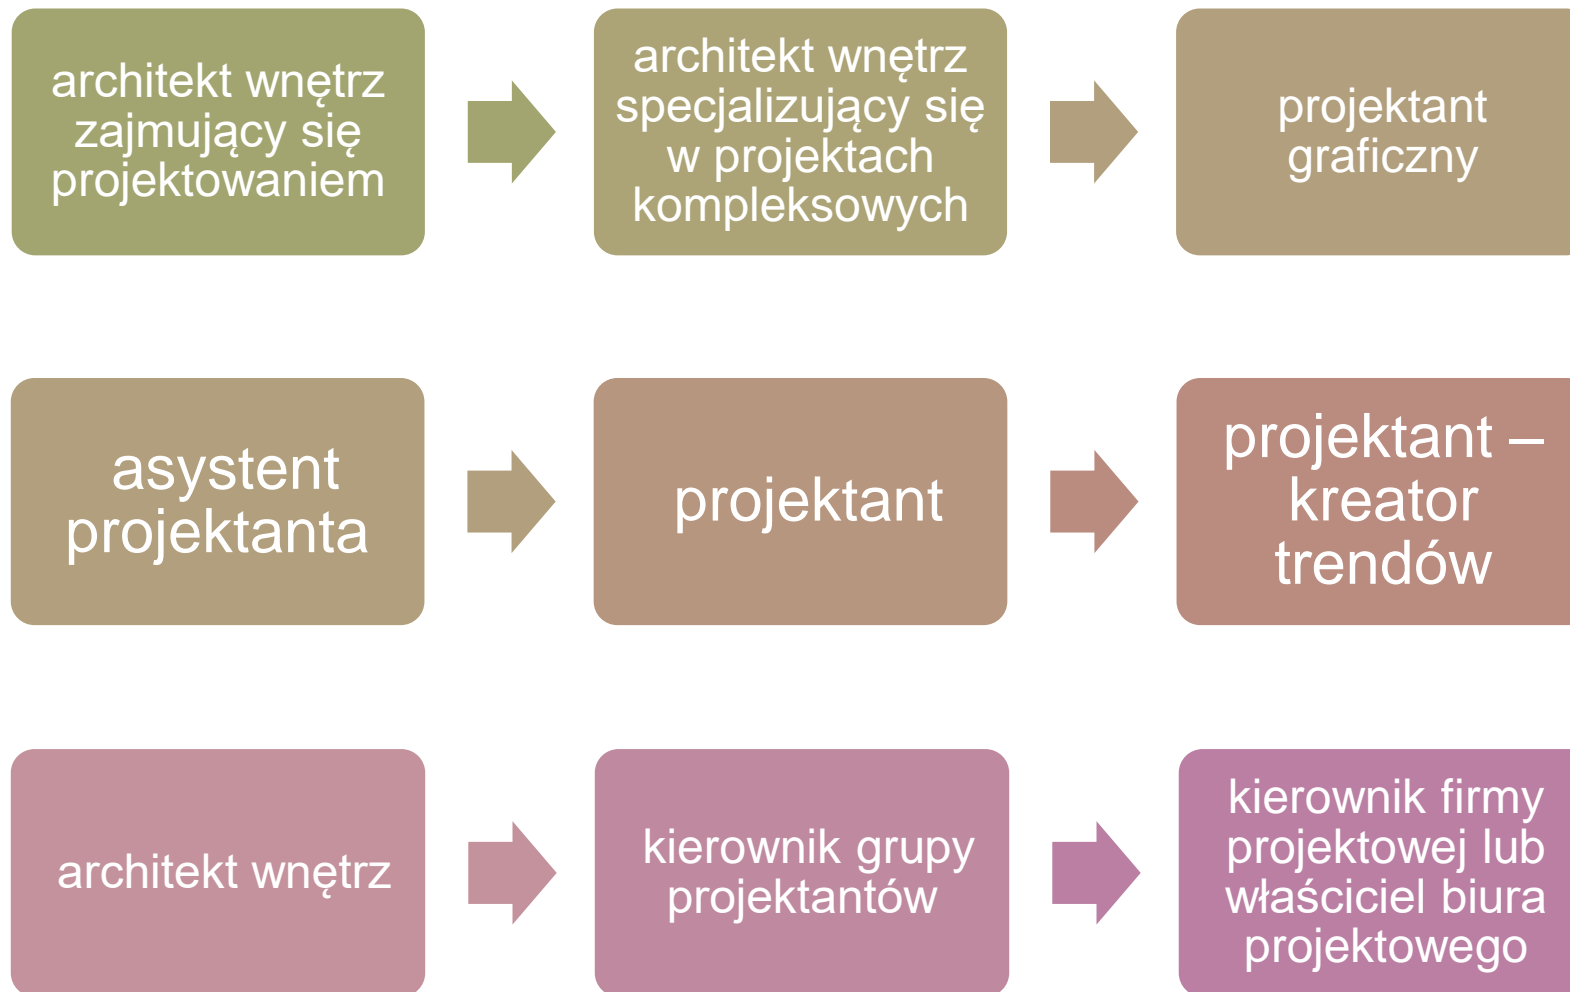 architekt wnętrz
zajmujący się
projektowaniem
architekt wnętrz
specjalizujący się
w projektach
kompleksowych
projektant
graficzny
asystent
projektanta
projektant
projektant –
kreator
trendów
architekt wnętrz
kierownik grupy
projektantów
kierownik firmy
projektowej lub
właściciel biura
projektowego